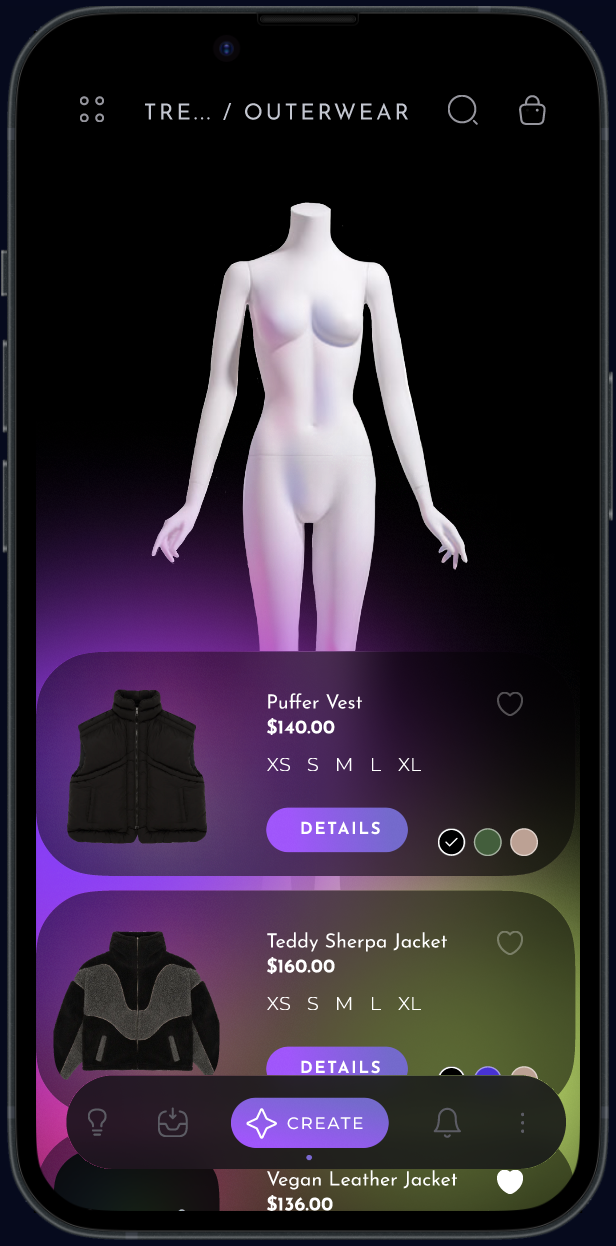 TRE... / OUTERWEAR
Puffer Vest
$140.00
XS S M L XL
DETAILS
Teddy Sherpa Jacket
$160.00
XS S M L XL
DETAILS
CREATE
Vegan Leather Jacket
$136.00